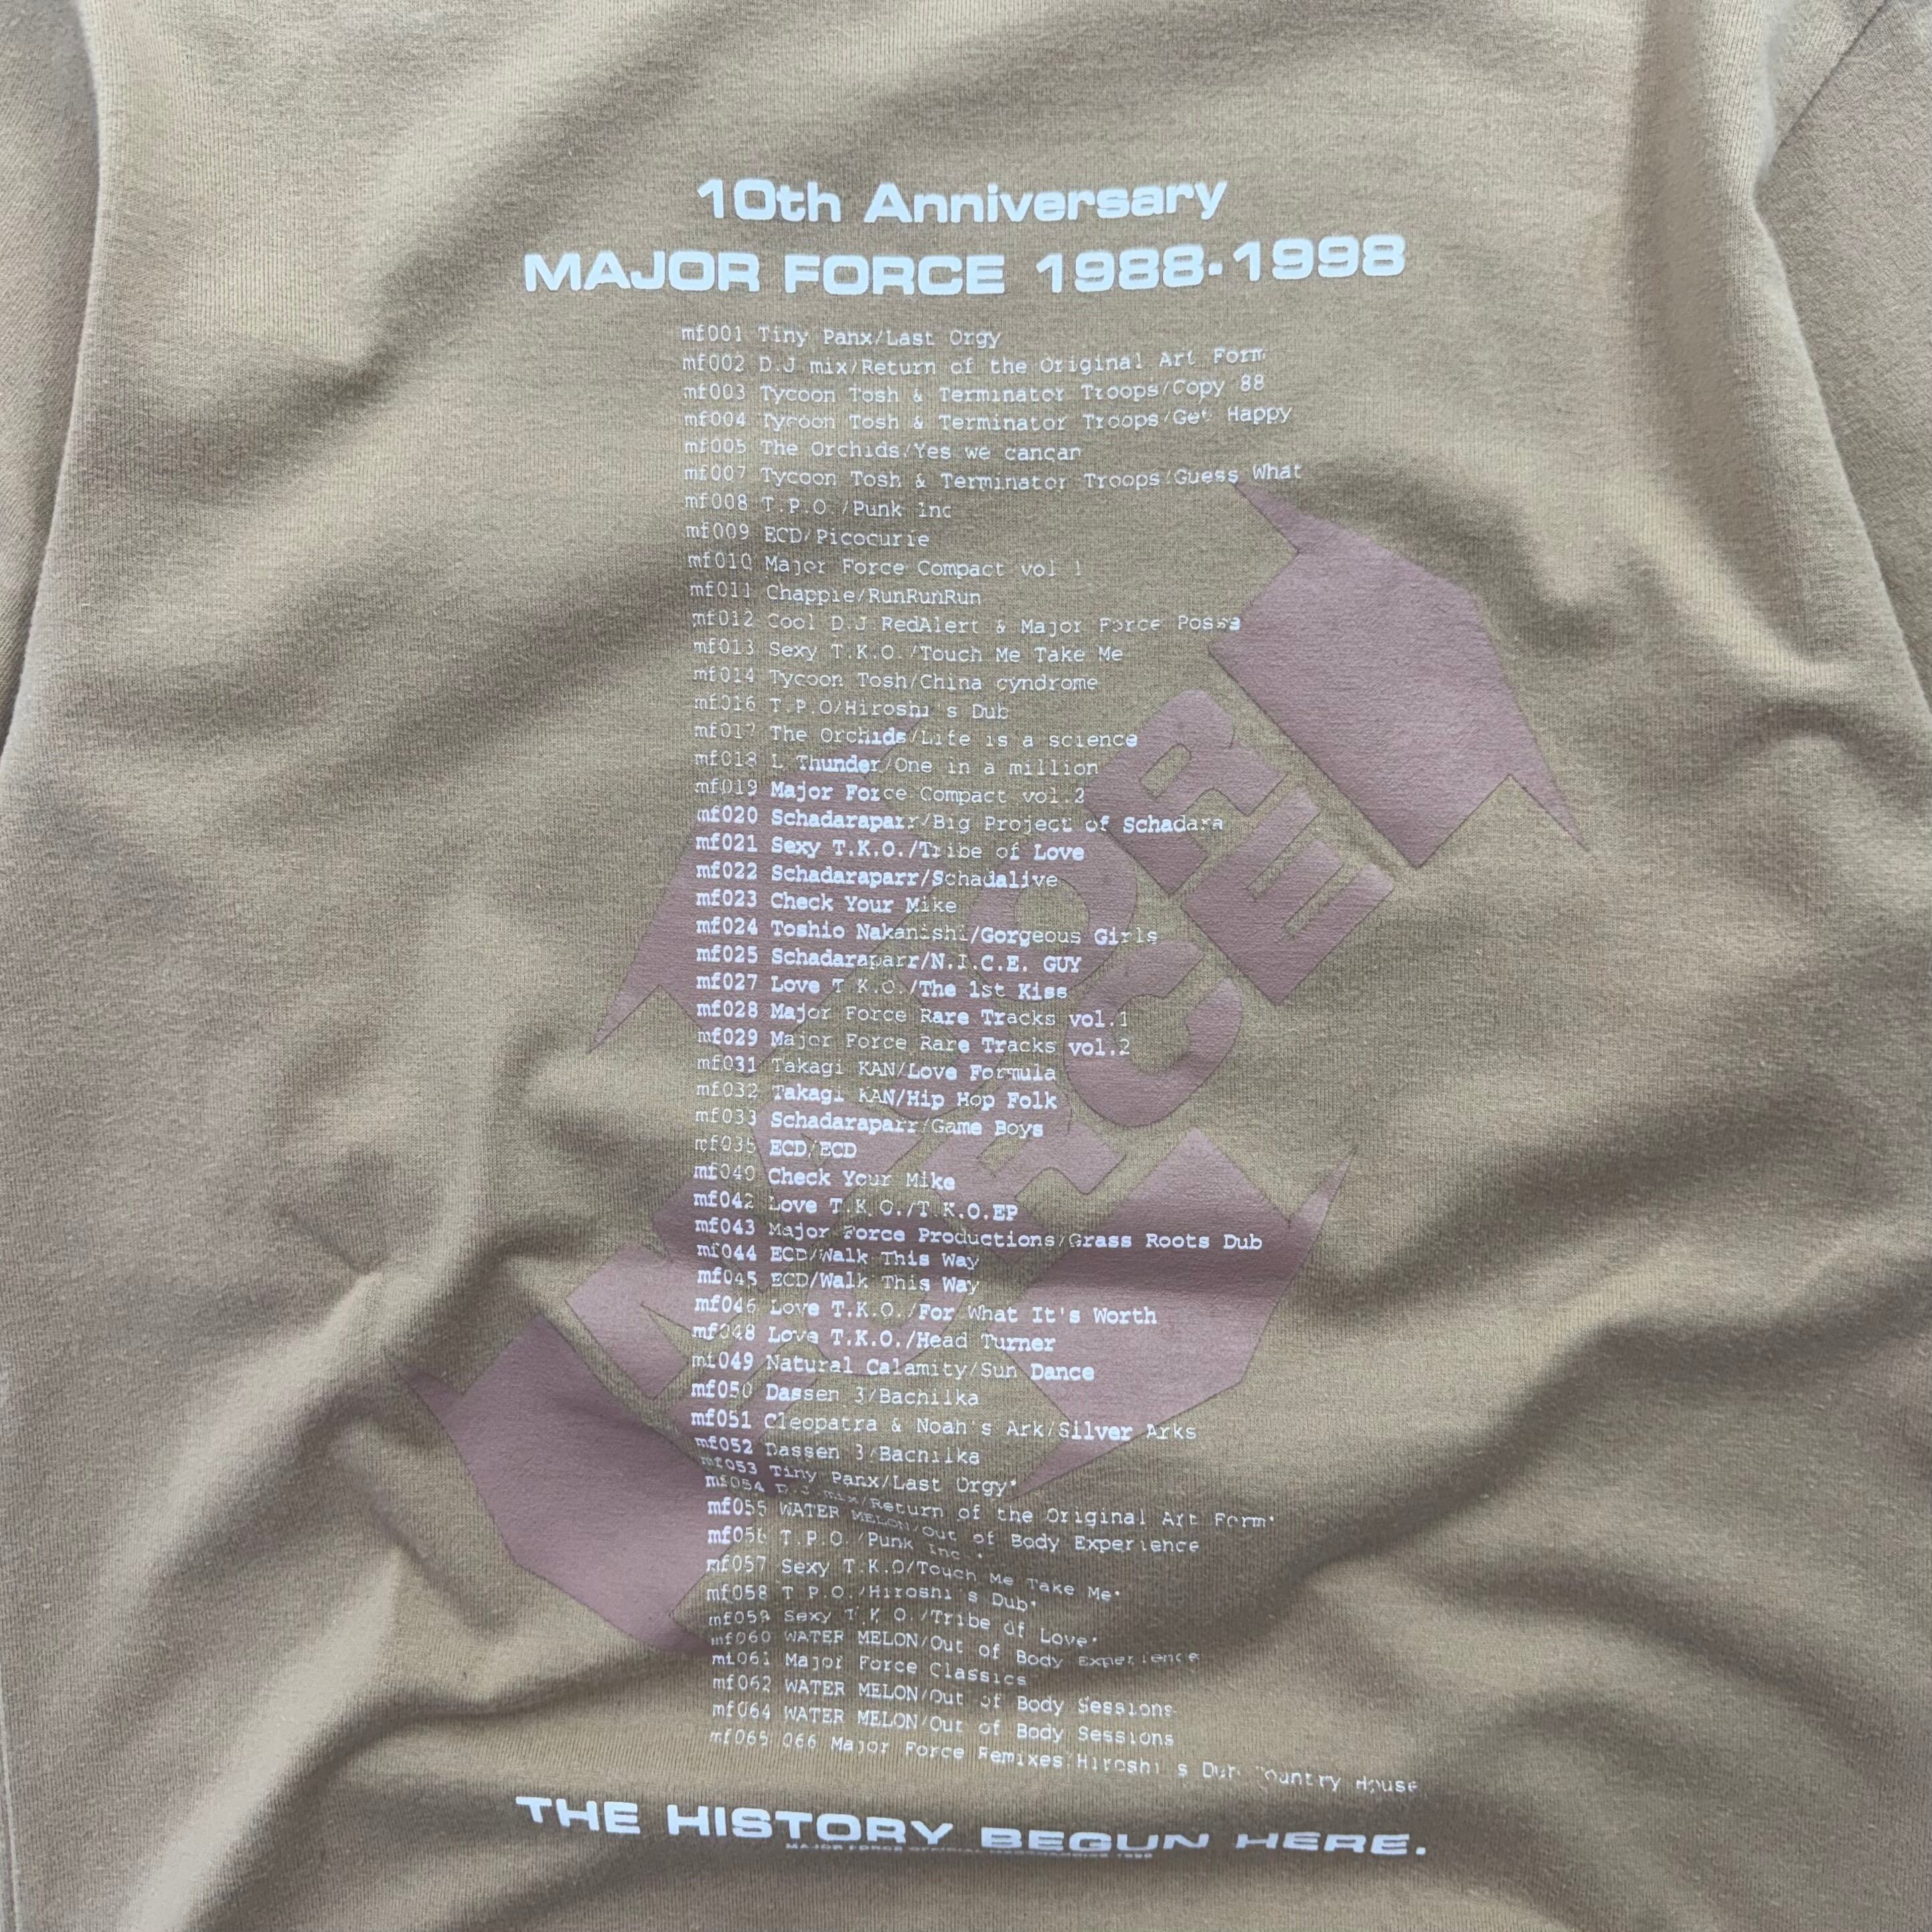 10th Anniversary
MAJOR FORCE 1988-1998
mf001 Tiny Panx/Last Orgy
mf002 D.J mix/Return of the Original Art Form
mf003 Tycoon Tosh & Terminator Troops/Copy 88
mf004 Tycoon Tosh & Terminator Troops/Get Happy
mf005 The Orchids/Yes we cancan
mf007 Tycoon Tosh & Terminator Troops/Guess What
mf008 T.P.O./Punk Inc
mf009 ECD/Picocurie
mf010 Major Force Compact vol 1
mf011 Chappie/RunRunRun
mf012 Cool D.J.RedAlert & Major Force Posse
mf013 Sexy T.K.O./Touch Me Take Me
mf014 Tycoon Tosh/China cyndrome
mf016 T.P.O/Hiroshi's Dub
mf017 The Orchids/Life is a science
mf018 L Thunder/One in a million
mf019 Major Force Compact vol.2
mf020 Schadaraparr/Big Project of Schadara
mf021 Sexy T.K.O./Tribe of Love
mf022 Schadaraparr/Schadalive
mf023 Check Your Mike
mf024 Toshio Nakanishi/Gorgeous Girls
mf025 Schadaraparr/N.I.C.E. GUY
mf027 Love T.K.O./The 1st Kiss
mf028 Major Force Rare Tracks vol.1
mf029 Major Force Rare Tracks vol.2
mf031 Takagi KAN/Love Formula
mf032 Takagi KAN/Hip Hop Folk
mf033 Schadaraparr/Game Boys
mf035 ECD/ECD
mf040 Check Your Mike
mf042 Love T.K.O./T.K.O.EP
mf043 Major Force Productions/Grass Roots Dub
mf044 ECD/Walk This Way
mf045 ECD/Walk This Way
mf046 Love T.K.O./For What It's Worth
mf048 Love T.K.O./Head Turner
mf049 Natural Calamity/Sun Dance
mf050 Dassen 3/Bachilka
mf051 Cleopatra & Noah's Ark/Silver Arks
mf052 Dassen 3/Bachilka
mf053 Tiny Panx/Last Orgy*
mf054 D.J mix/Return of the Original Art Form*
mf055 WATER MELON/Out of Body Experience
mf056 T.P.O./Punk Inc.*
mf057 Sexy T.K.O/Touch Me Take Me*
mf058 T.P.O./Hiroshi's Dub*
mf059 Sexy T.K.O./Tribe of Love*
mf060 WATER MELON/Out of Body Experience
mf061 Major Force Classics
mf062 WATER MELON/Out of Body Sessions
mf064 WATER MELON/Out of Body Sessions
mf065 066 Major Force Remixes/Hiroshi's Dub Country House
MAJOR
FORCE
THE HISTORY BEGUN HERE.
MAJOR FORCE OFFICIAL MERCHANDISE